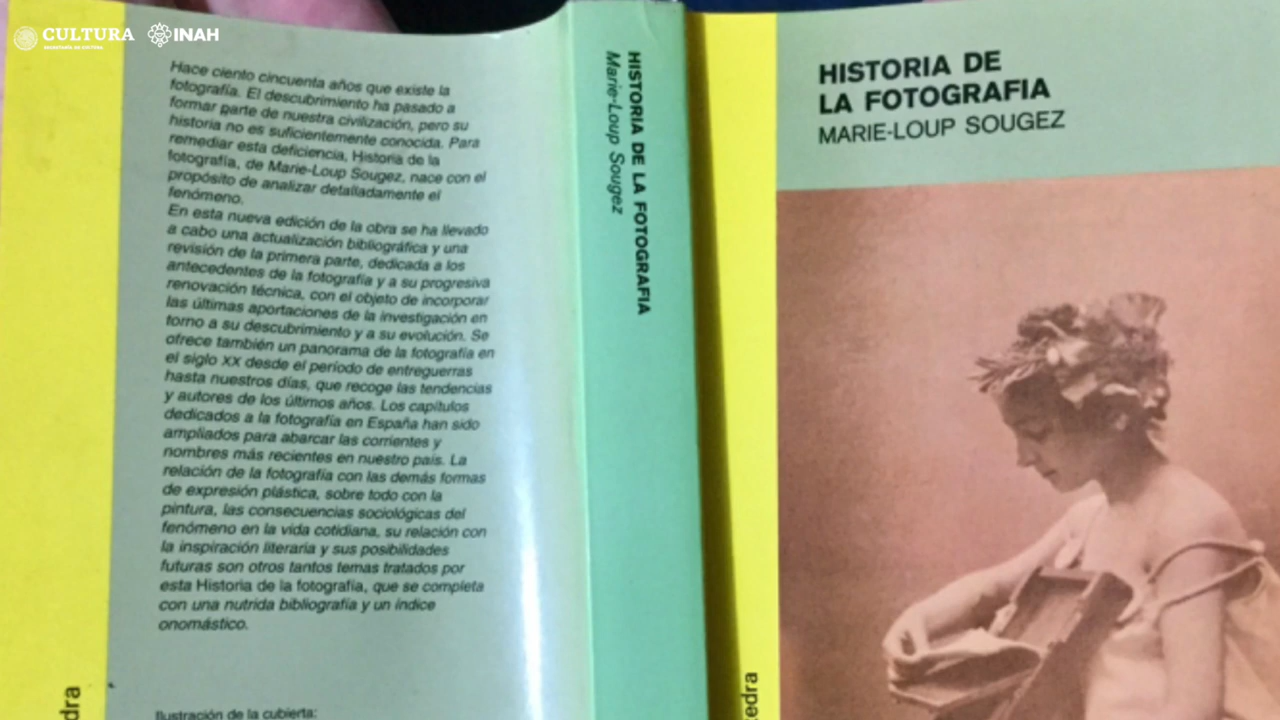 CULTURA
SECRETARÍA DE CULTURA
INAH
Hace ciento cincuenta años que existe la
fotografía. El descubrimiento ha pasado a
formar parte de nuestra civilización, pero su
historia no es suficientemente conocida. Para
remediar esta deficiencia, Historia de la
fotografía, de Marie-Loup Sougez, nace con el
propósito de analizar detalladamente el
fenómeno.
En esta nueva edición de la obra se ha llevado
a cabo una actualización bibliográfica y una
revisión de la primera parte, dedicada a los
antecedentes de la fotografía y a su progresiva
renovación técnica, con el objeto de incorporar
las últimas aportaciones de la investigación en
torno a su descubrimiento y a su evolución. Se
ofrece también un panorama de la fotografía en
el siglo XX desde el período de entreguerras
hasta nuestros días, que recoge las tendencias
y autores de los últimos años. Los capítulos
dedicados a la fotografía en España han sido
ampliados para abarcar las corrientes y
nombres más recientes en nuestro país. La
relación de la fotografía con las demás formas
de expresión plástica, sobre todo con la
pintura, las consecuencias sociológicas del
fenómeno en la vida cotidiana, su relación con
la inspiración literaria y sus posibilidades
futuras son otros tantos temas tratados por
esta Historia de la fotografía, que se completa
con una nutrida bibliografía y un índice
onomástico.
Ilustración de la cubierta:
dra
HISTORIA DE LA FOTOGRAFIA
Marie-Loup Sougez
HISTORIA DE
LA FOTOGRAFIA
MARIE-LOUP SOUGEZ
tedra